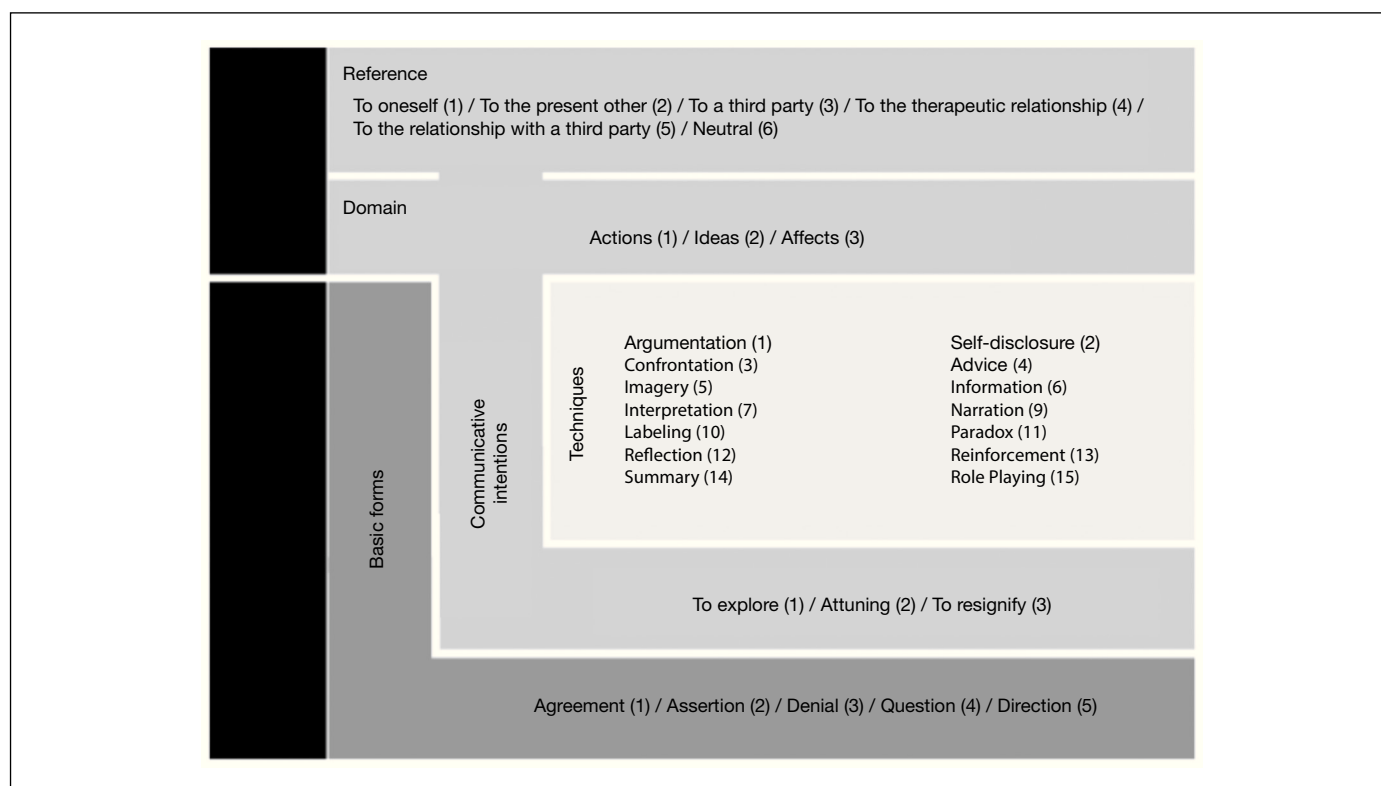 Reference
To oneself (1) / To the present other (2) / To a third party (3) / To the therapeutic relationship (4) /
To the relationship with a third party (5) / Neutral (6)
Domain
Actions (1) / Ideas (2) / Affects (3)
Basic forms
Communicative
intentions
Techniques
Argumentation (1)
Confrontation (3)
Imagery (5)
Interpretation (7)
Labeling (10)
Reflection (12)
Summary (14)
Self-disclosure (2)
Advice (4)
Information (6)
Narration (9)
Paradox (11)
Reinforcement (13)
Role Playing (15)
To explore (1) / Attuning (2) / To resignify (3)
Agreement (1) / Assertion (2) / Denial (3) / Question (4) / Direction (5)